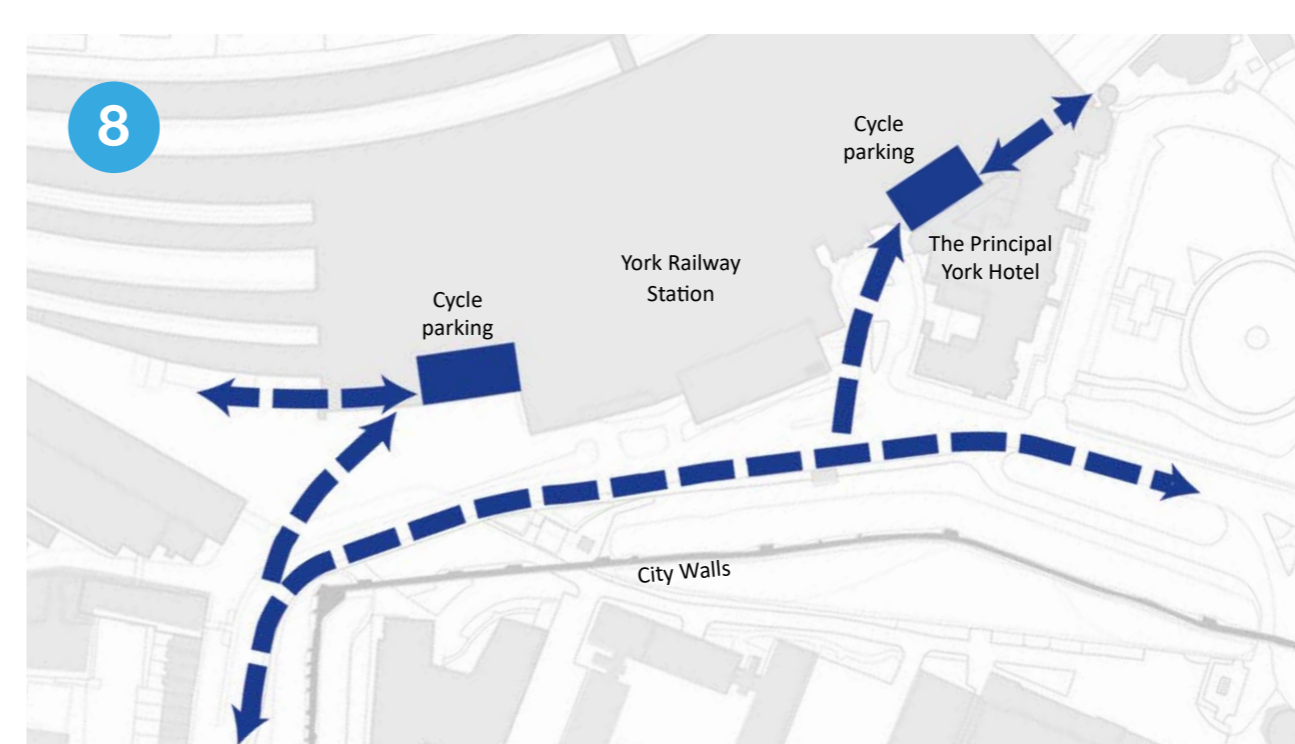 8
Cycle
parking
The Principal
York Hotel
York Railway
Station
Cycle
parking
City Walls